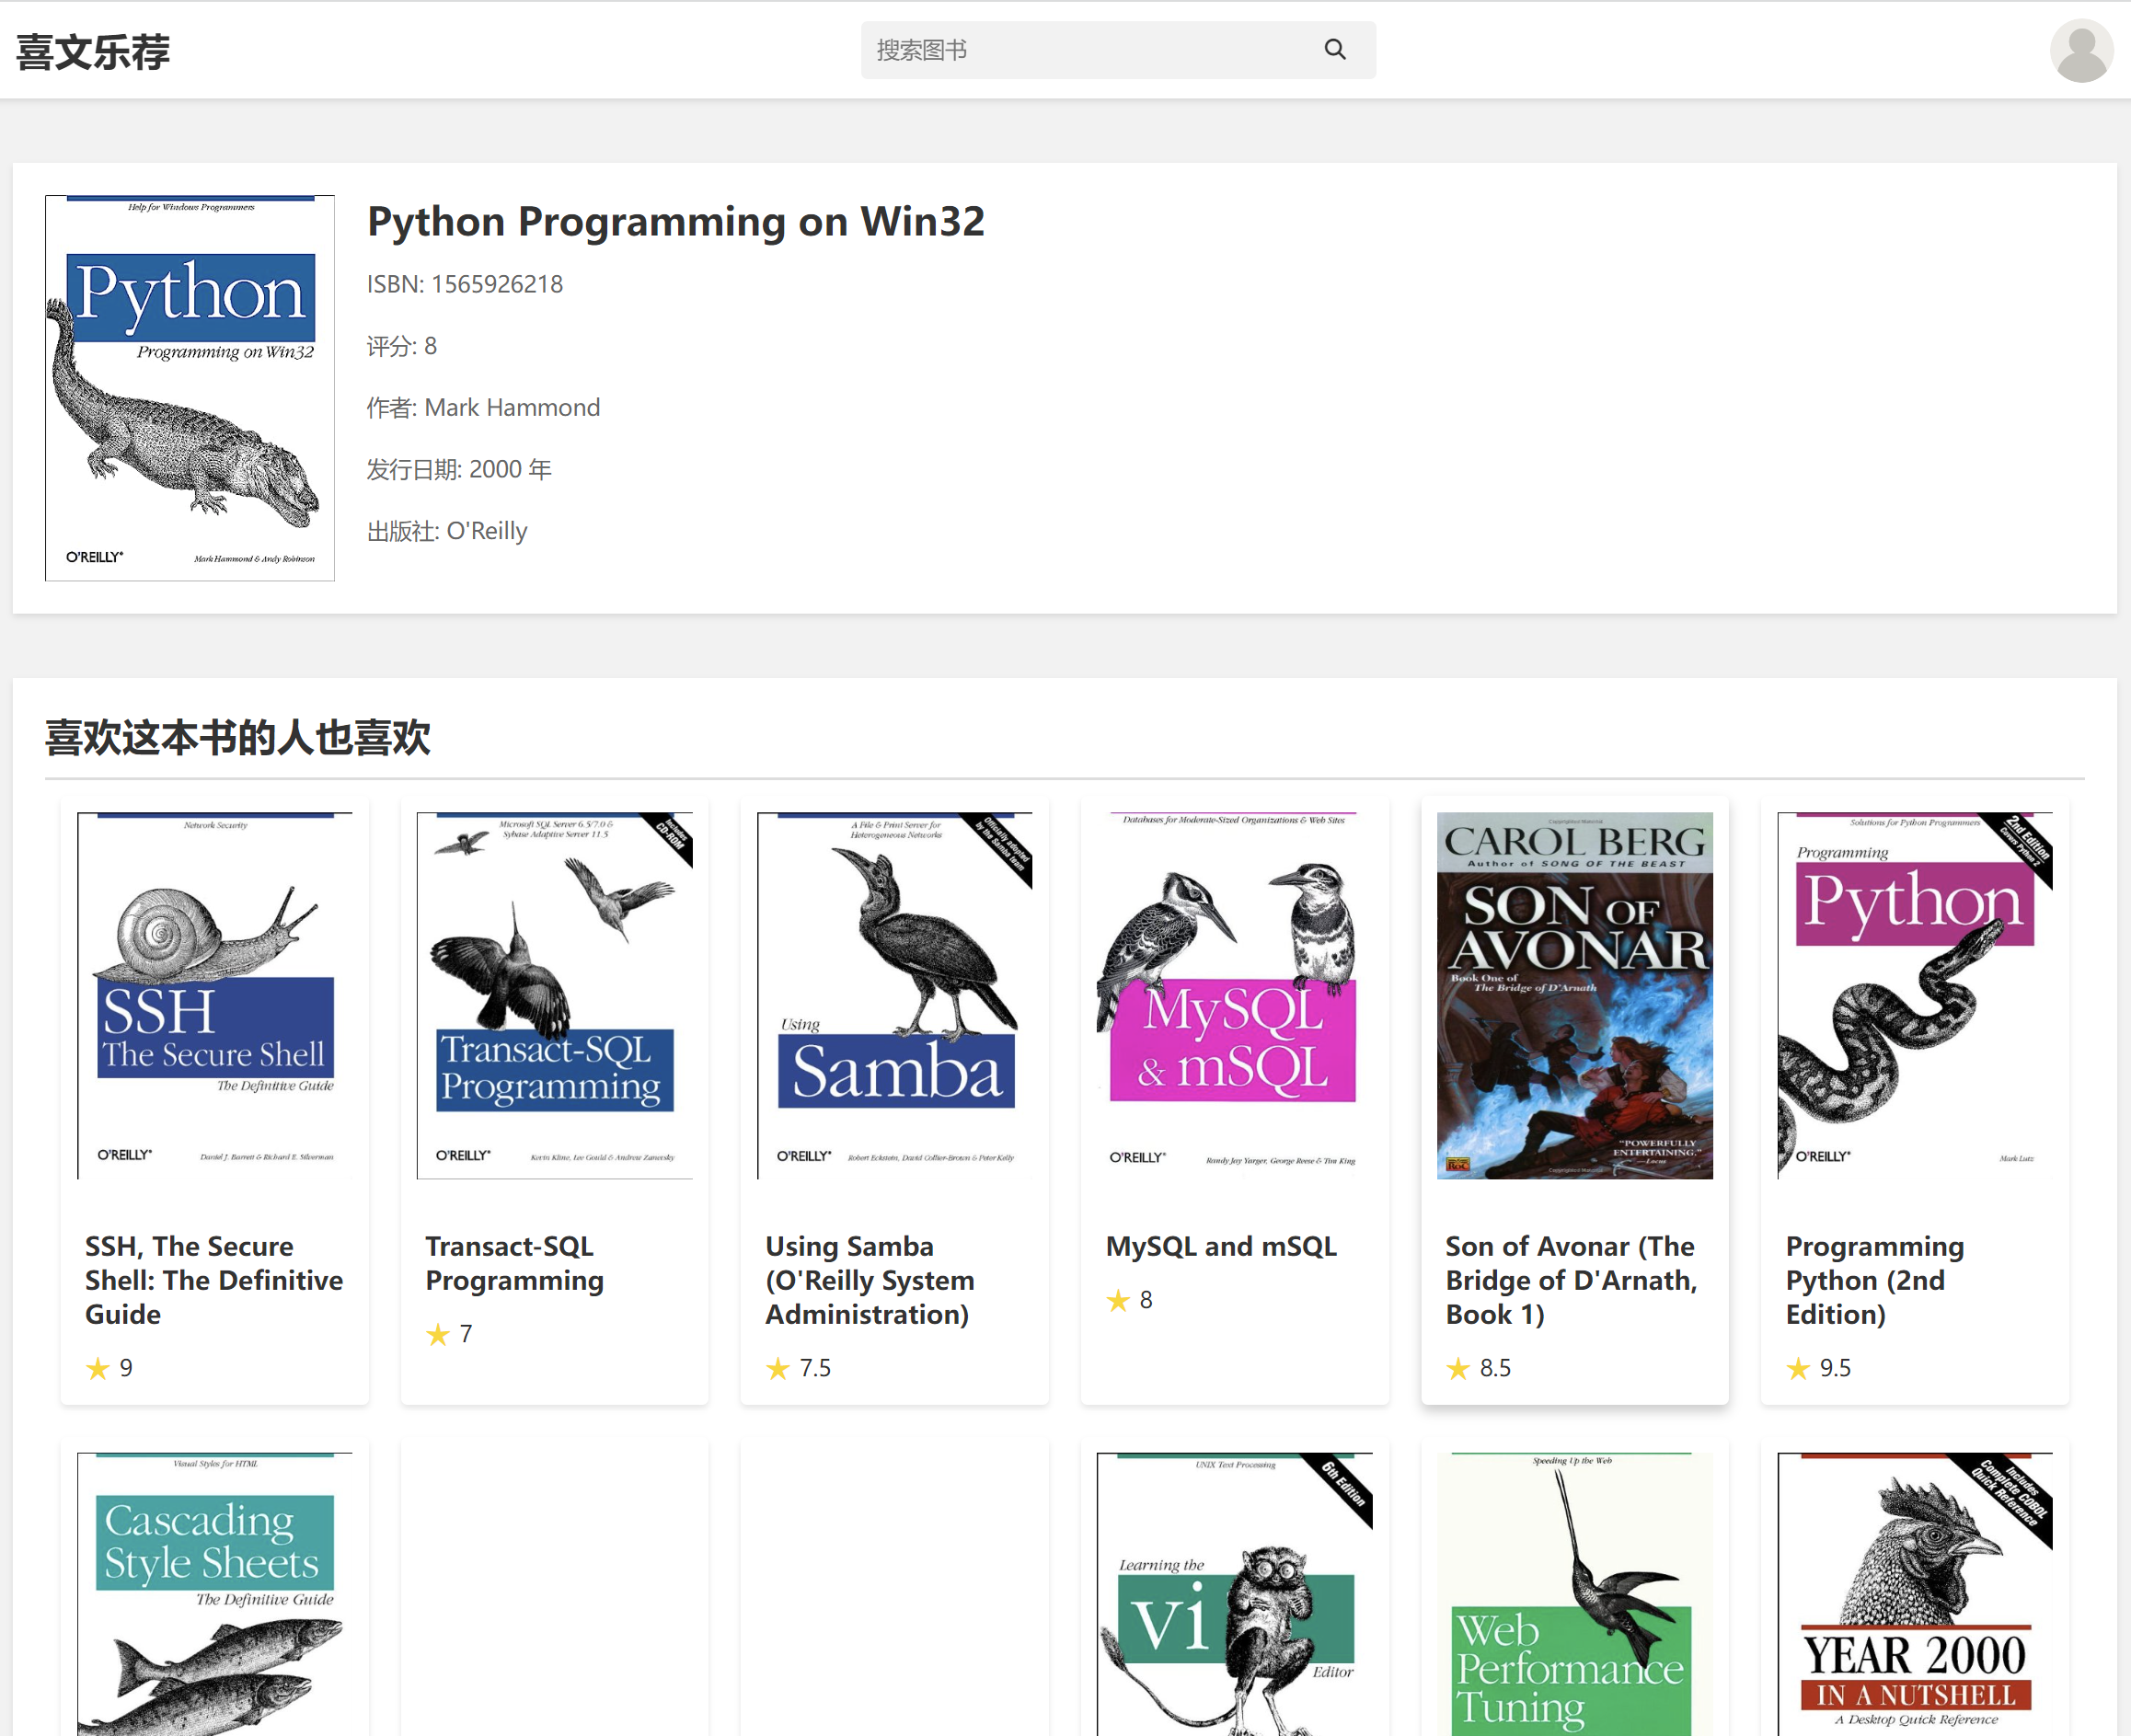 喜文乐荐
搜索图书
Help for Windows Programmers
Python
Programming on Win32
O'REILLY®
Mark Hammond & Andy Robinson
Python Programming on Win32
ISBN: 1565926218
评分: 8
作者: Mark Hammond
发行日期: 2000 年
出版社: O'Reilly
喜欢这本书的人也喜欢
Network Security
SSH
The Secure Shell
The Definitive Guide
O'REILLY®
Daniel J. Barrett & Richard E. Silverman
Microsoft SQL Server 6.5/7.0 &
Sybase Adaptive Server 11.5
Includes
CD-ROM
Transact-SQL
Programming
O'REILLY®
Kevin Kline, Lee Gould & Andrew Zanevsky
A File & Print Server for
Heterogeneous Networks
Officially adopted
by the Samba team
Using
Samba
O'REILLY®
Robert Eckstein, David Collier-Brown & Peter Kelly
Databases for Moderate-Sized Organizations & Web Sites
MySQL
& mSQL
O'REILLY®
Randy Jay Yarger, George Reese & Tim King
Copyrighted Material
CAROL BERG
Author of SONG OF THE BEAST
SON OF
AVONAR
Book One of
The Bridge of D'Arnath
"POWERFULLY
ENTERTAINING."
—Locus
ROC
Copyrighted Material
Solutions for Python Programmers
2nd Edition
Covers Python 2
Programming
Python
O'REILLY®
Mark Lutz
SSH, The Secure
Shell: The Definitive
Guide
9
Transact-SQL
Programming
7
Using Samba
(O'Reilly System
Administration)
7.5
MySQL and mSQL
8
Son of Avonar (The
Bridge of D'Arnath,
Book 1)
8.5
Programming
Python (2nd
Edition)
9.5
Visual Styles for HTML
Cascading
Style Sheets
The Definitive Guide
UNIX Text Processing
6th Edition
Learning the
vi
Editor
Speeding Up the Web
Web
Performance
Tuning
Includes
Complete COBOL
Quick Reference
YEAR 2000
IN A NUTSHELL
A Desktop Quick Reference